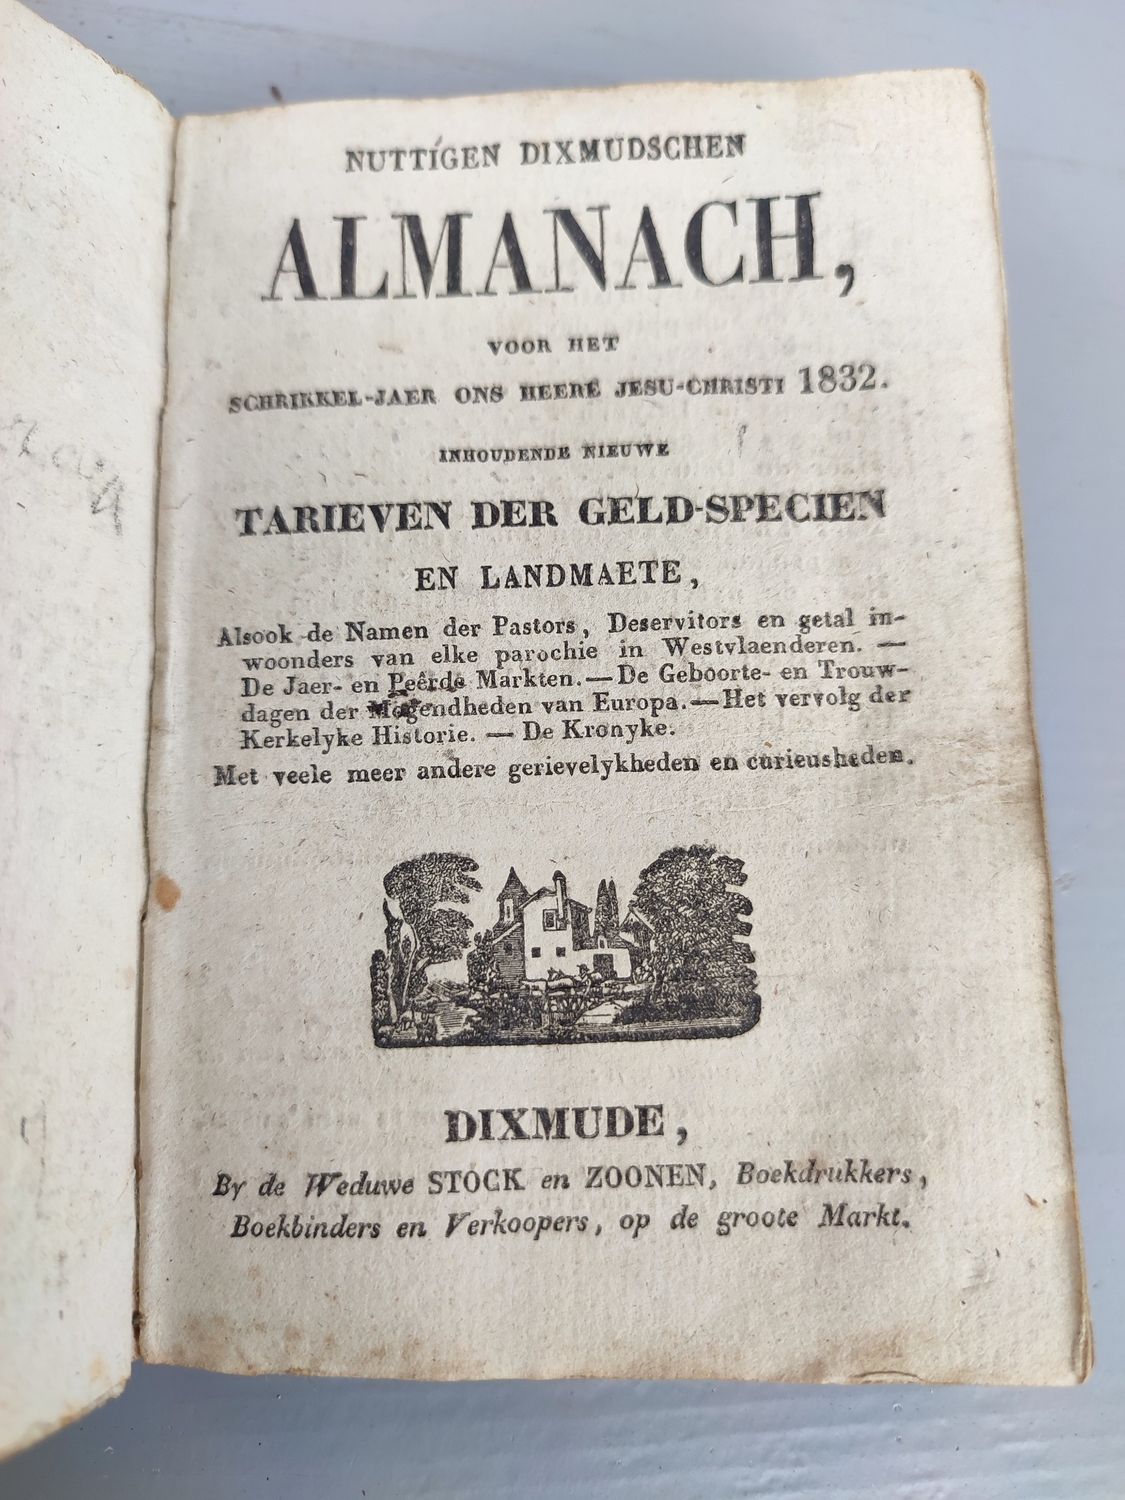 NUTTIGEN DIXMUDSCHEN
ALMANACH,
VOOR HET
SCHRIKKEL-JAER ONS HEERE JESU-CHRISTI 1832.
INHOUDENDE NIEUWE
TARIEVEN DER GELD-SPECIEN
EN LANDMAETE,
Alsook de Namen der Pastors, Deservitors en getal in-
woonders van elke parochie in Westvlaenderen. —
De Jaer- en Peêrde Markten. — De Geboorte- en Trouw-
dagen der Mogendheden van Europa. — Het vervolg der
Kerkelyke Historie. — De Kronyke.
Met veele meer andere gerievelykheden en curieusheden.
DIXMUDE,
By de Weduwe STOCK en ZOONEN, Boekdrukkers,
Boekbinders en Verkoopers, op de groote Markt.